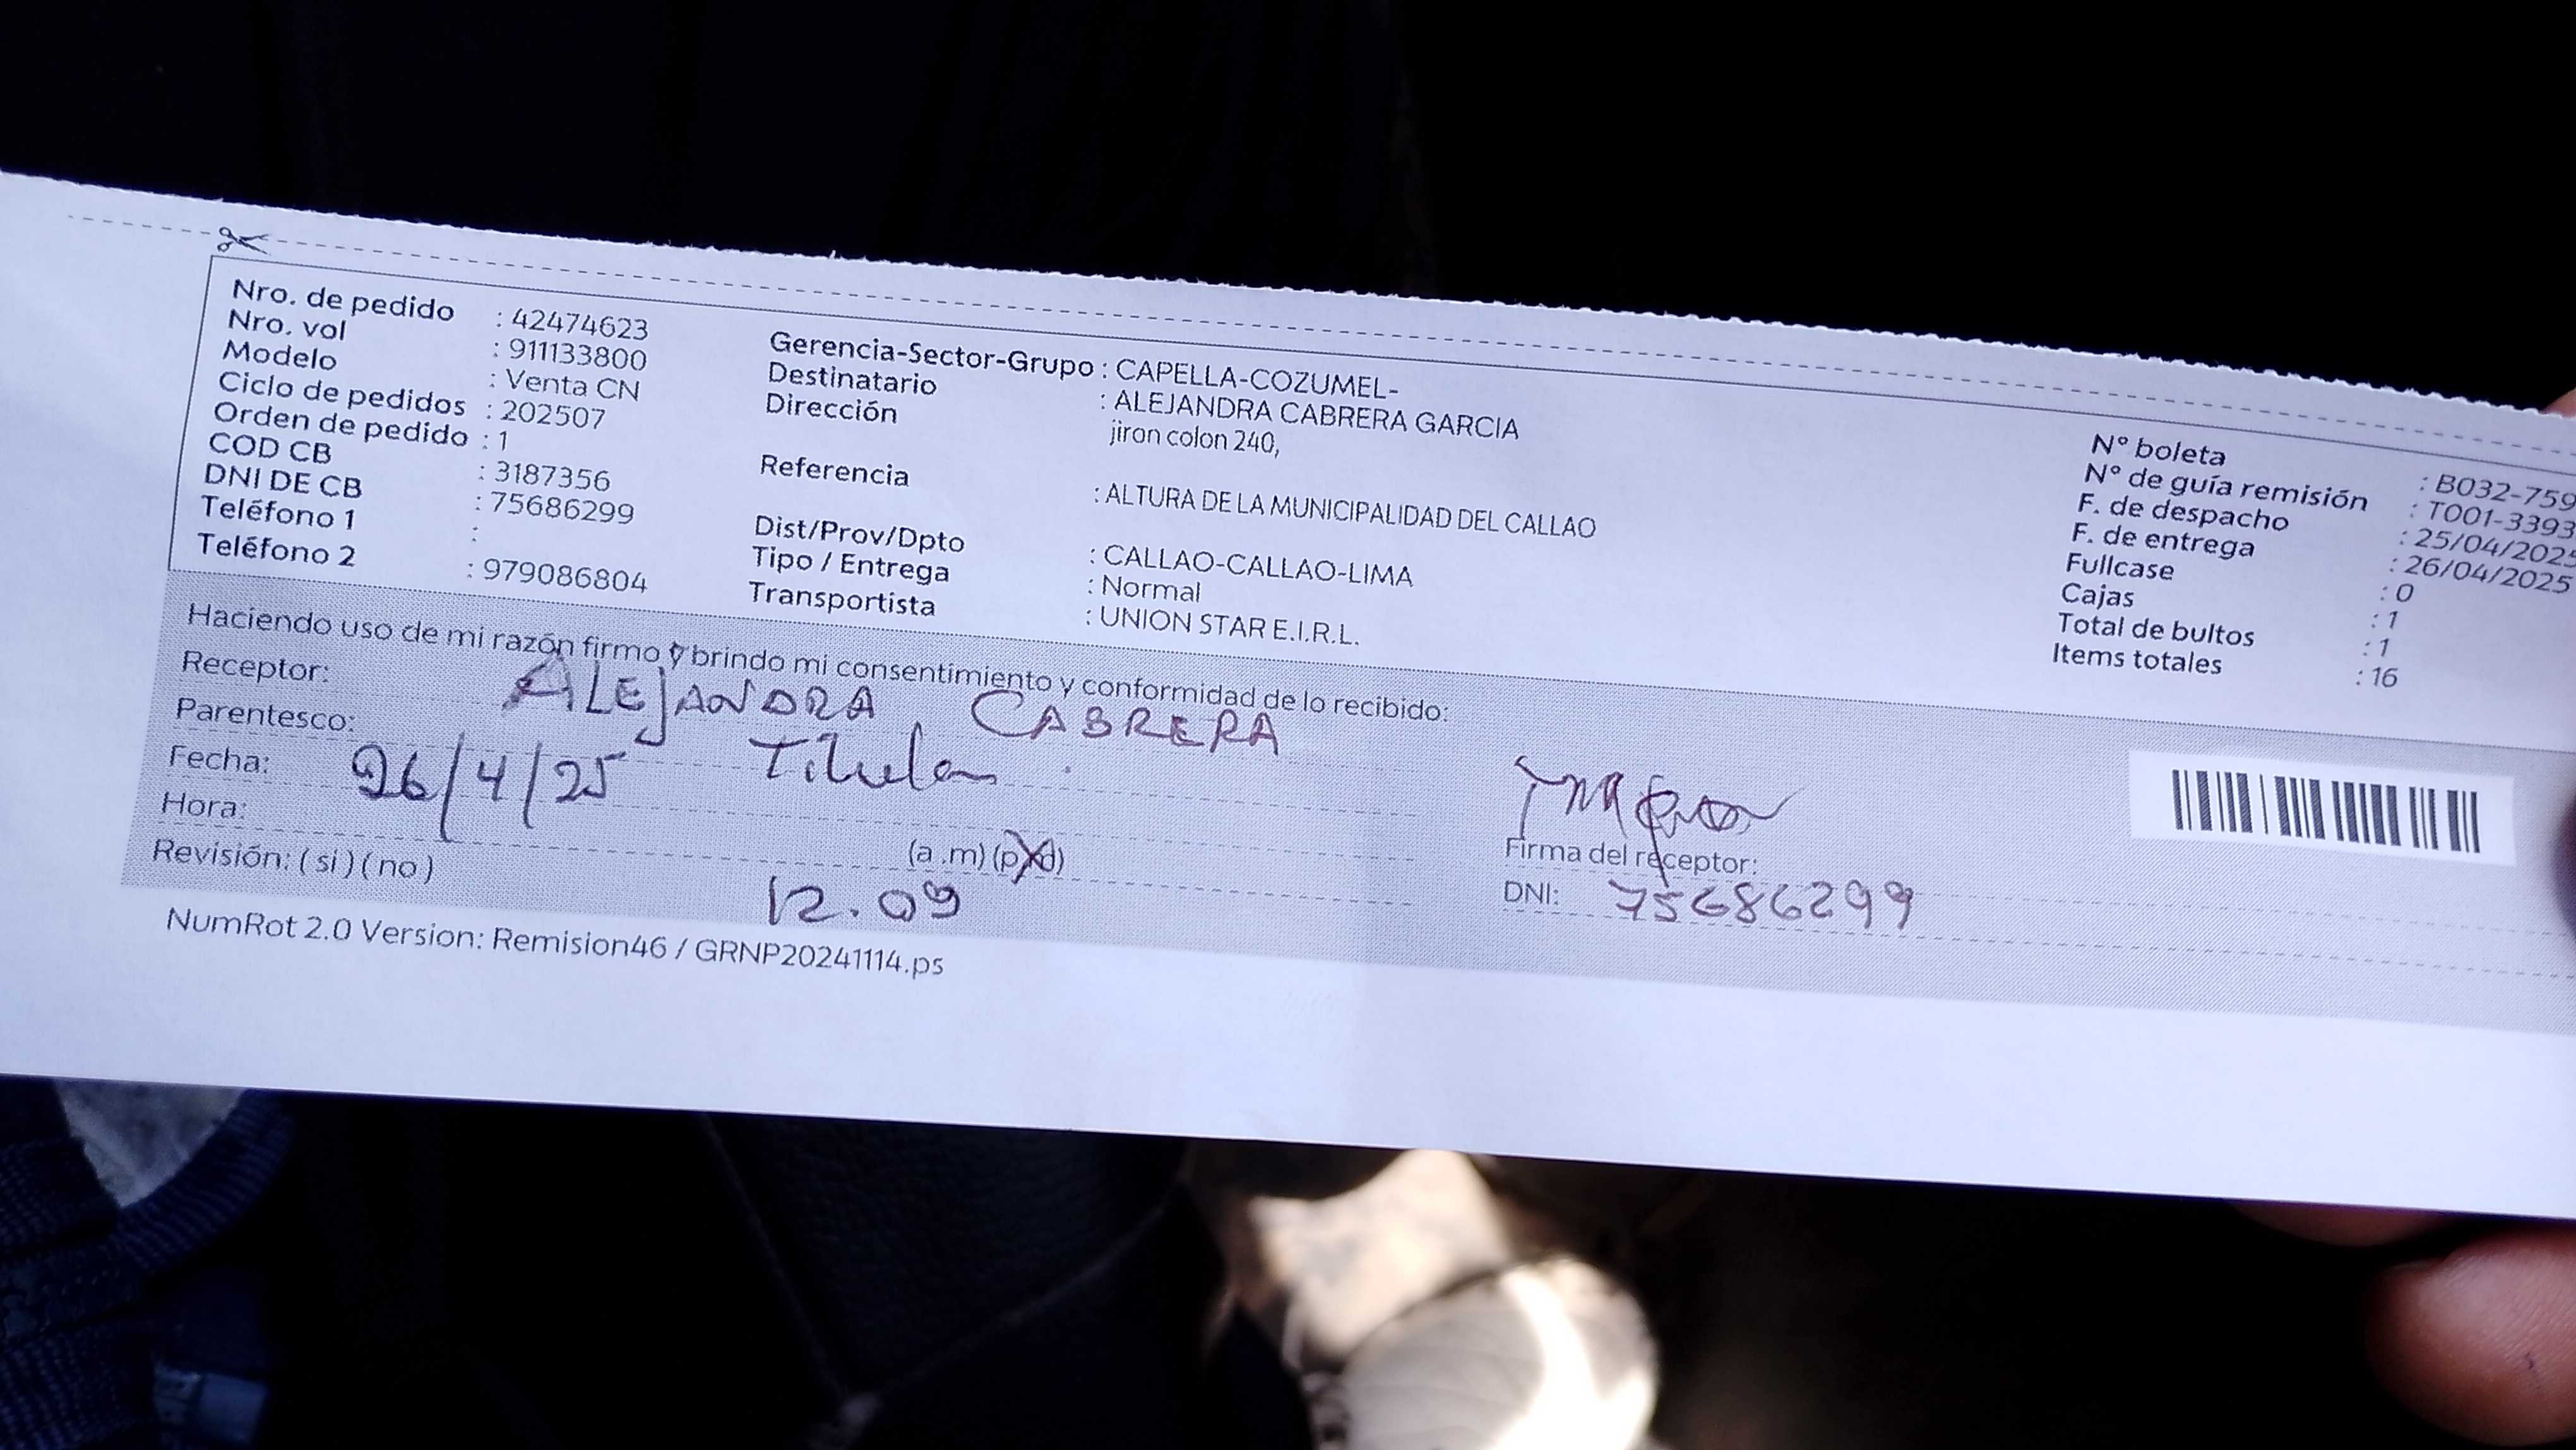 Nro. de pedido : 42474623
Nro. vol : 911133800
Modelo : Venta CN
Ciclo de pedidos : 202507
Orden de pedido : 1
COD CB : 3187356
DNI DE CB : 75686299
Teléfono 1 :
Teléfono 2 : 979086804
Gerencia-Sector-Grupo : CAPELLA-COZUMEL-
Destinatario : ALEJANDRA CABRERA GARCIA
Dirección jiron colon 240,
Referencia : ALTURA DE LA MUNICIPALIDAD DEL CALLAO
Dist/Prov/Dpto : CALLAO-CALLAO-LIMA
Tipo / Entrega : Normal
Transportista : UNION STAR E.I.R.L.
N° boleta : B032-759
N° de guía remisión : T001-3393
F. de despacho : 25/04/2025
F. de entrega : 26/04/2025
Fullcase : 0
Cajas : 1
Total de bultos : 1
Items totales : 16
Haciendo uso de mi razón firmo y brindo mi consentimiento y conformidad de lo recibido:
Receptor: ALEJANDRA CABRERA
Parentesco: Titular
Fecha: 26/4/25
Hora: (a.m)
12.09
Revisión: ( si ) ( no )
Firma del receptor:
DNI: 75686299
NumRot 2.0 Version: Remision46 / GRNP20241114.ps